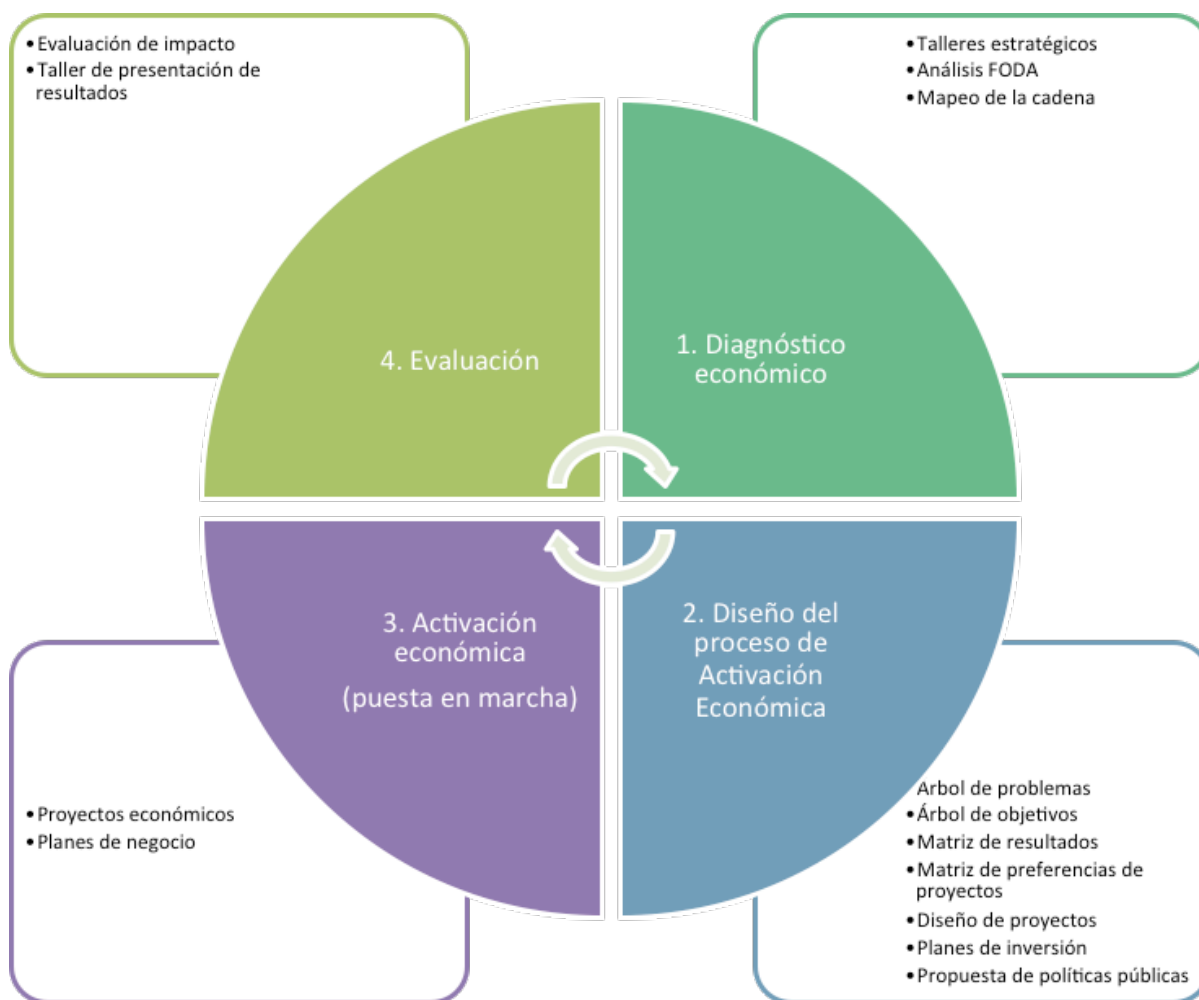 •Evaluación de impacto
•Taller de presentación de
resultados
•Talleres estratégicos
•Análisis FODA
•Mapeo de la cadena
4. Evaluación
1. Diagnóstico
económico
3. Activación
económica
(puesta en marcha)
2. Diseño del
proceso de
Activación
Económica
•Proyectos económicos
•Planes de negocio
Arbol de problemas
•Árbol de objetivos
•Matriz de resultados
•Matriz de preferencias de
proyectos
•Diseño de proyectos
•Planes de inversión
•Propuesta de políticas públicas